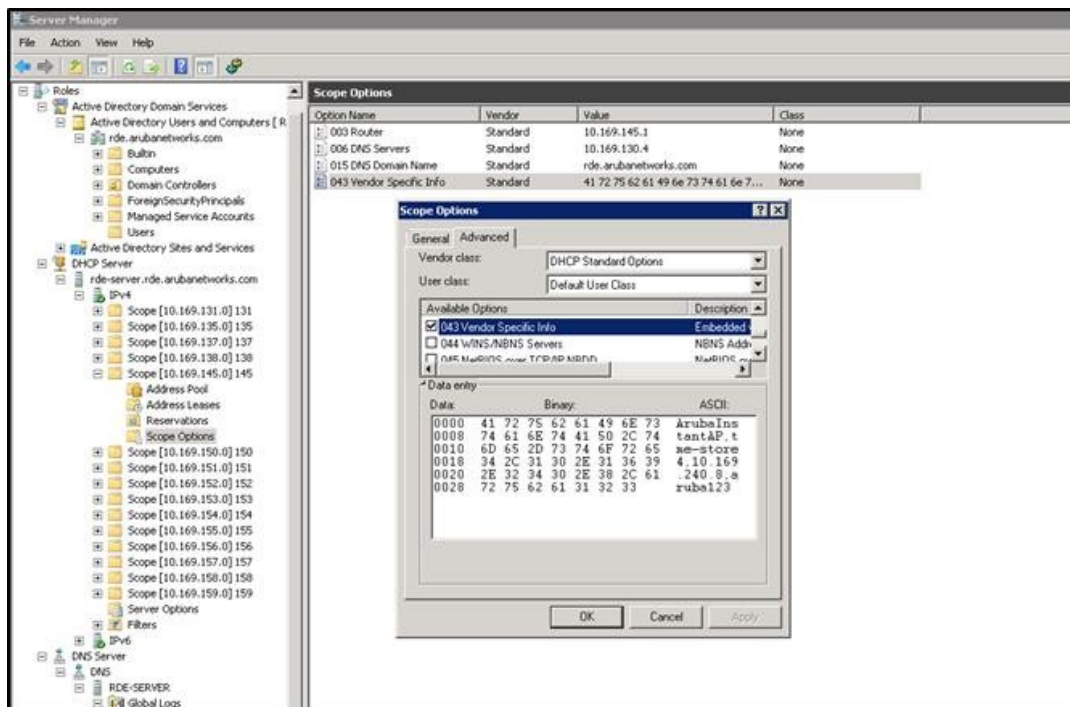 Server Manager
File Action View Help
Roles
Active Directory Domain Services
Active Directory Users and Computers [ R
rde.arubanetworks.com
Builtin
Computers
Domain Controllers
ForeignSecurityPrincipals
Managed Service Accounts
Users
Active Directory Sites and Services
DHCP Server
rde-server.rde.arubanetworks.com
IPv4
Scope [10.169.131.0] 131
Scope [10.169.135.0] 135
Scope [10.169.137.0] 137
Scope [10.169.138.0] 138
Scope [10.169.145.0] 145
Address Pool
Address Leases
Reservations
Scope Options
Scope [10.169.150.0] 150
Scope [10.169.151.0] 151
Scope [10.169.152.0] 152
Scope [10.169.153.0] 153
Scope [10.169.154.0] 154
Scope [10.169.155.0] 155
Scope [10.169.156.0] 156
Scope [10.169.157.0] 157
Scope [10.169.158.0] 158
Scope [10.169.159.0] 159
Server Options
Filters
IPv6
DNS Server
DNS
RDE-SERVER
Global Logs
Scope Options
Option Name Vendor Value Class
003 Router Standard 10.169.145.1 None
006 DNS Servers Standard 10.169.130.4 None
015 DNS Domain Name Standard rde.arubanetworks.com None
043 Vendor Specific Info Standard 41 72 75 62 61 49 6e 73 74 61 6e 7... None
Scope Options
General Advanced
Vendor class: DHCP Standard Options
User class: Default User Class
Available Options Description
043 Vendor Specific Info Embedded
044 WINS/NBNS Servers NBNS Addr
045 NetBIOS over TCP/IP NBDD NetBIOS
Data entry
Data: Binary: ASCII:
0000 41 72 75 62 61 49 6E 73 ArubaIns
0008 74 61 6E 74 41 50 2C 74 tantAP,t
0010 6D 65 2D 73 74 6F 72 65 me-store
0018 34 2C 31 30 2E 31 36 39 4,10.169
0020 2E 32 34 30 2E 38 2C 61 .240.8,a
0028 72 75 62 61 31 32 33 ruba123
OK Cancel Apply